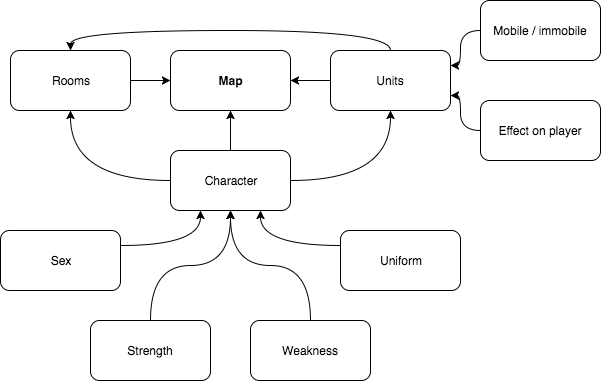 Mobile / immobile
Rooms
Map
Units
Effect on player
Character
Sex
Uniform
Strength
Weakness